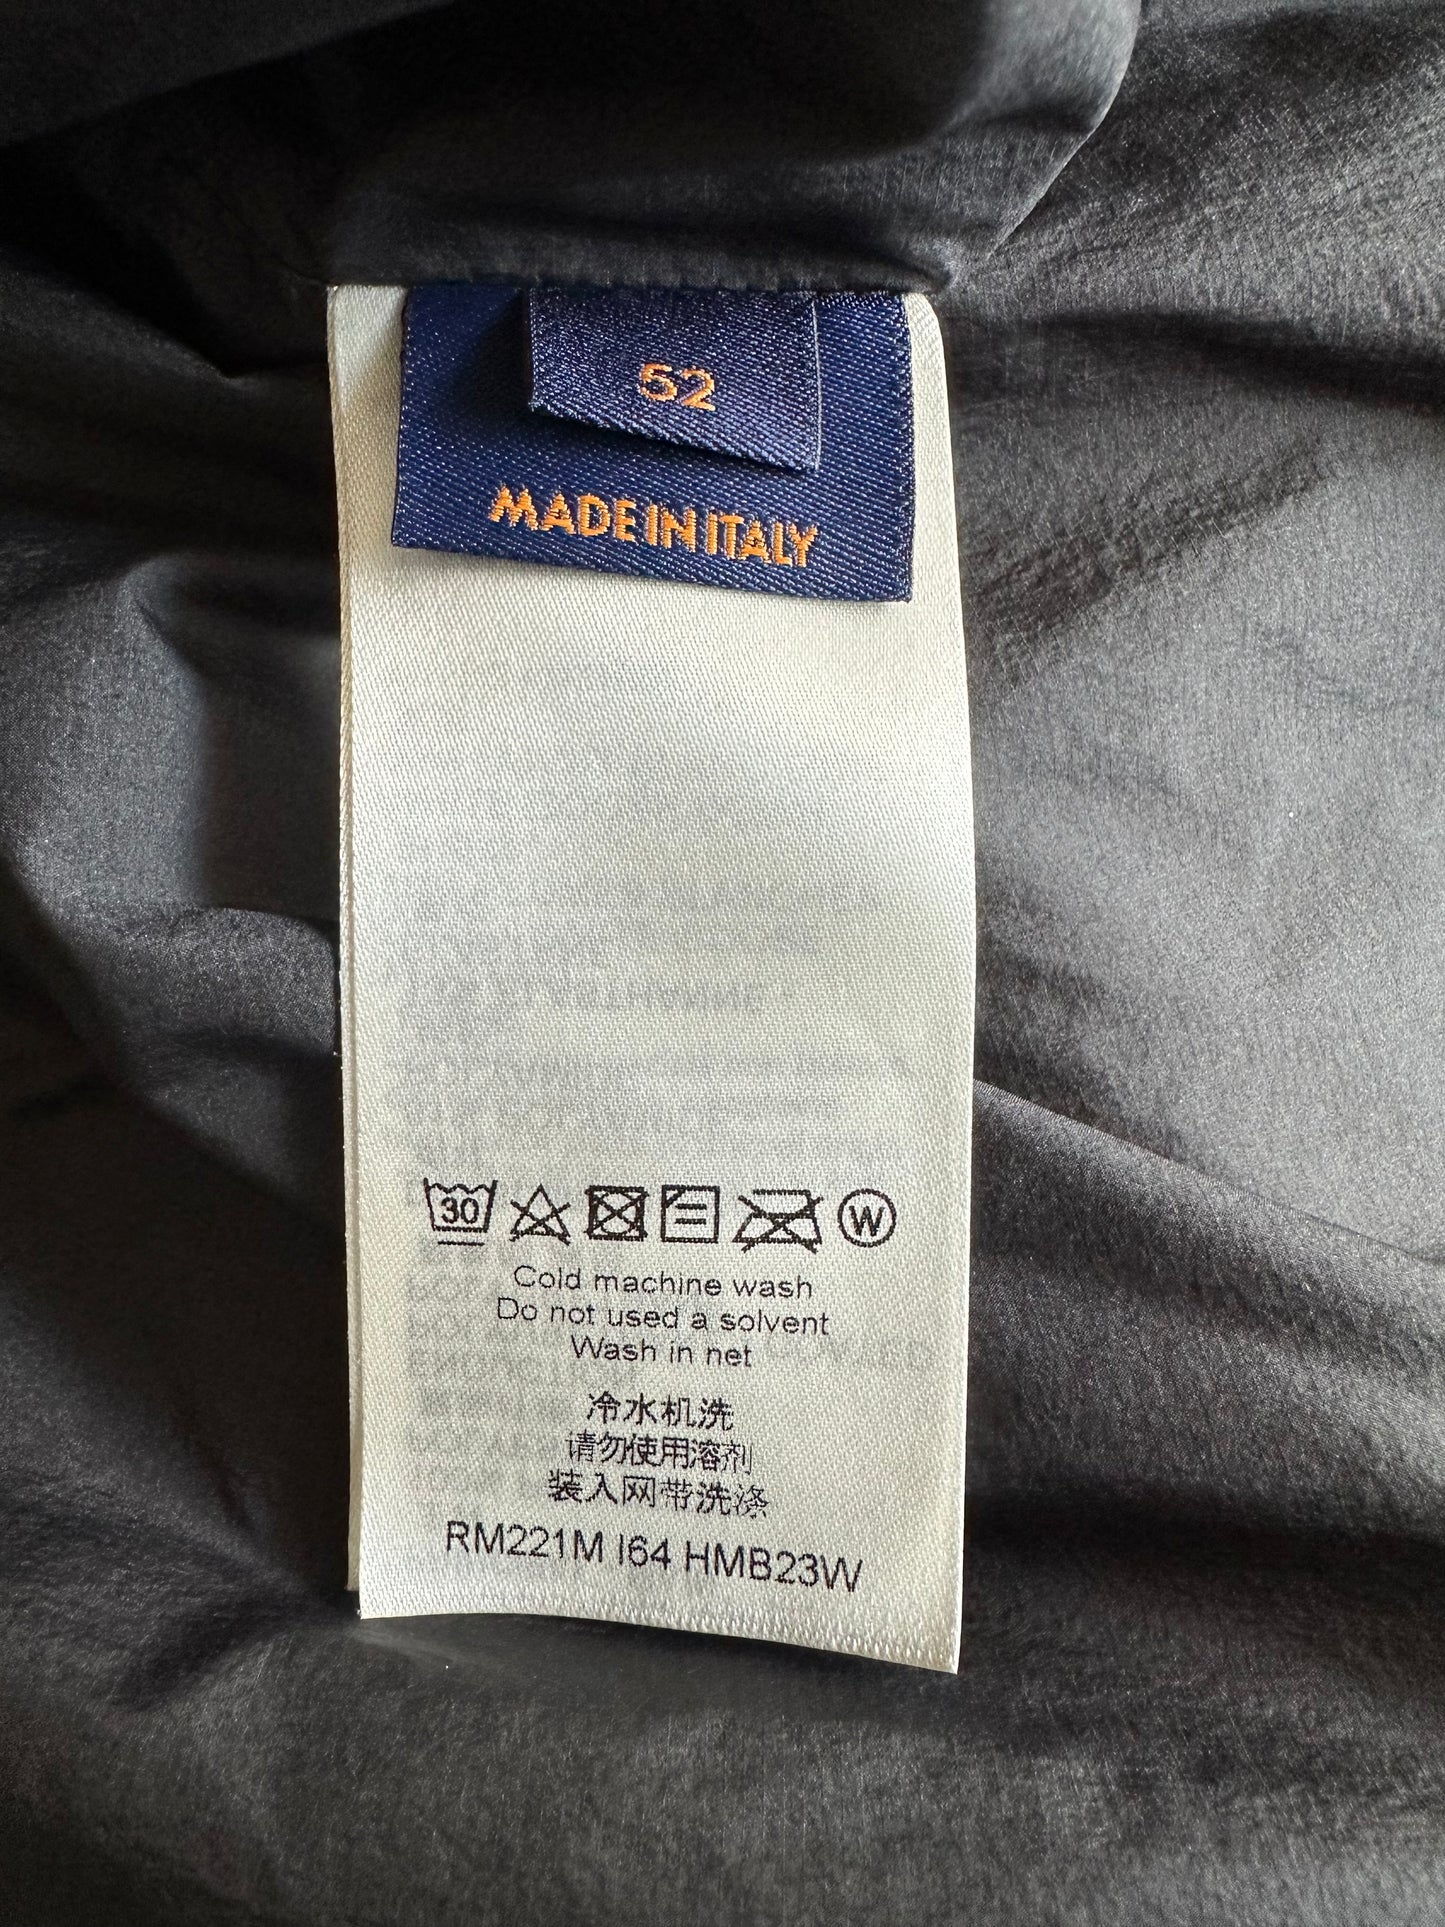 52
MADE IN ITALY
30 W
Cold machine wash
Do not used a solvent
Wash in net
冷水机洗
请勿使用溶剂
装入网带洗涤
RM221M I64 HMB23W